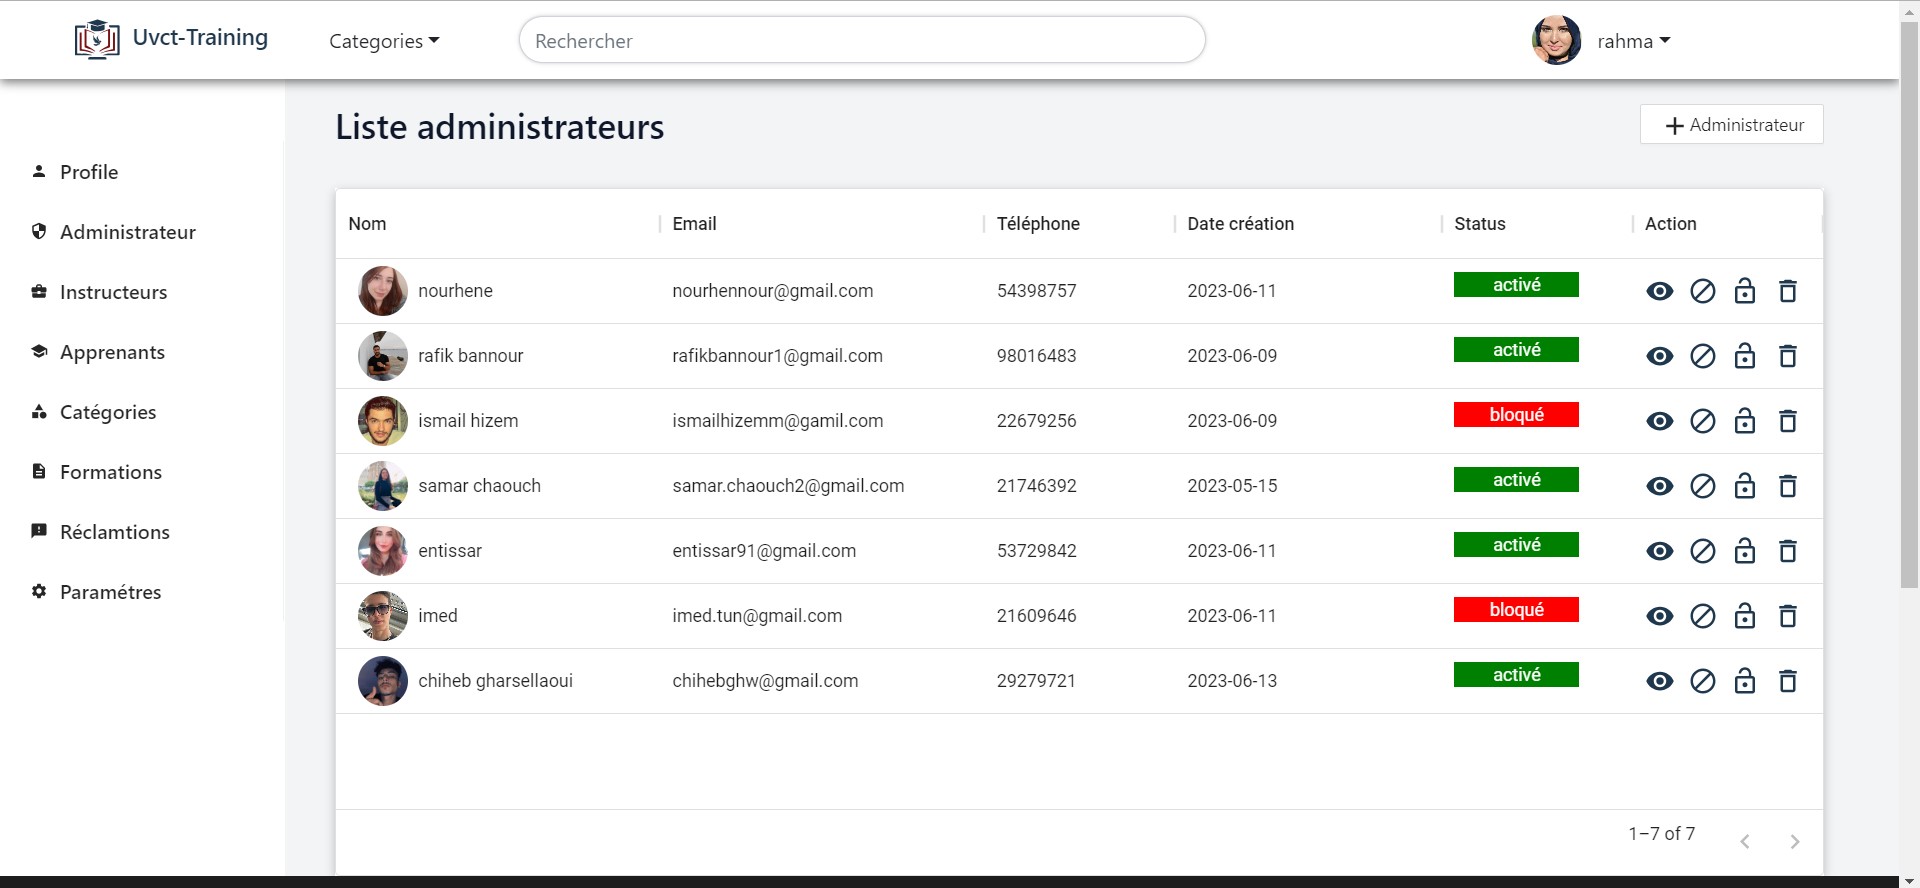 Uvct-Training
Categories
Rechercher
rahma
Profile
Administrateur
Instructeurs
Apprenants
Catégories
Formations
Réclamtions
Paramétres
Liste administrateurs
+ Administrateur
Nom Email Téléphone Date création Status Action
nourhene nourhennour@gmail.com 54398757 2023-06-11 activé
rafik bannour rafikbannour1@gmail.com 98016483 2023-06-09 activé
ismail hizem ismailhizemm@gamil.com 22679256 2023-06-09 bloqué
samar chaouch samar.chaouch2@gmail.com 21746392 2023-05-15 activé
entissar entissar91@gmail.com 53729842 2023-06-11 activé
imed imed.tun@gmail.com 21609646 2023-06-11 bloqué
chiheb gharsellaoui chihebghw@gmail.com 29279721 2023-06-13 activé
1–7 of 7